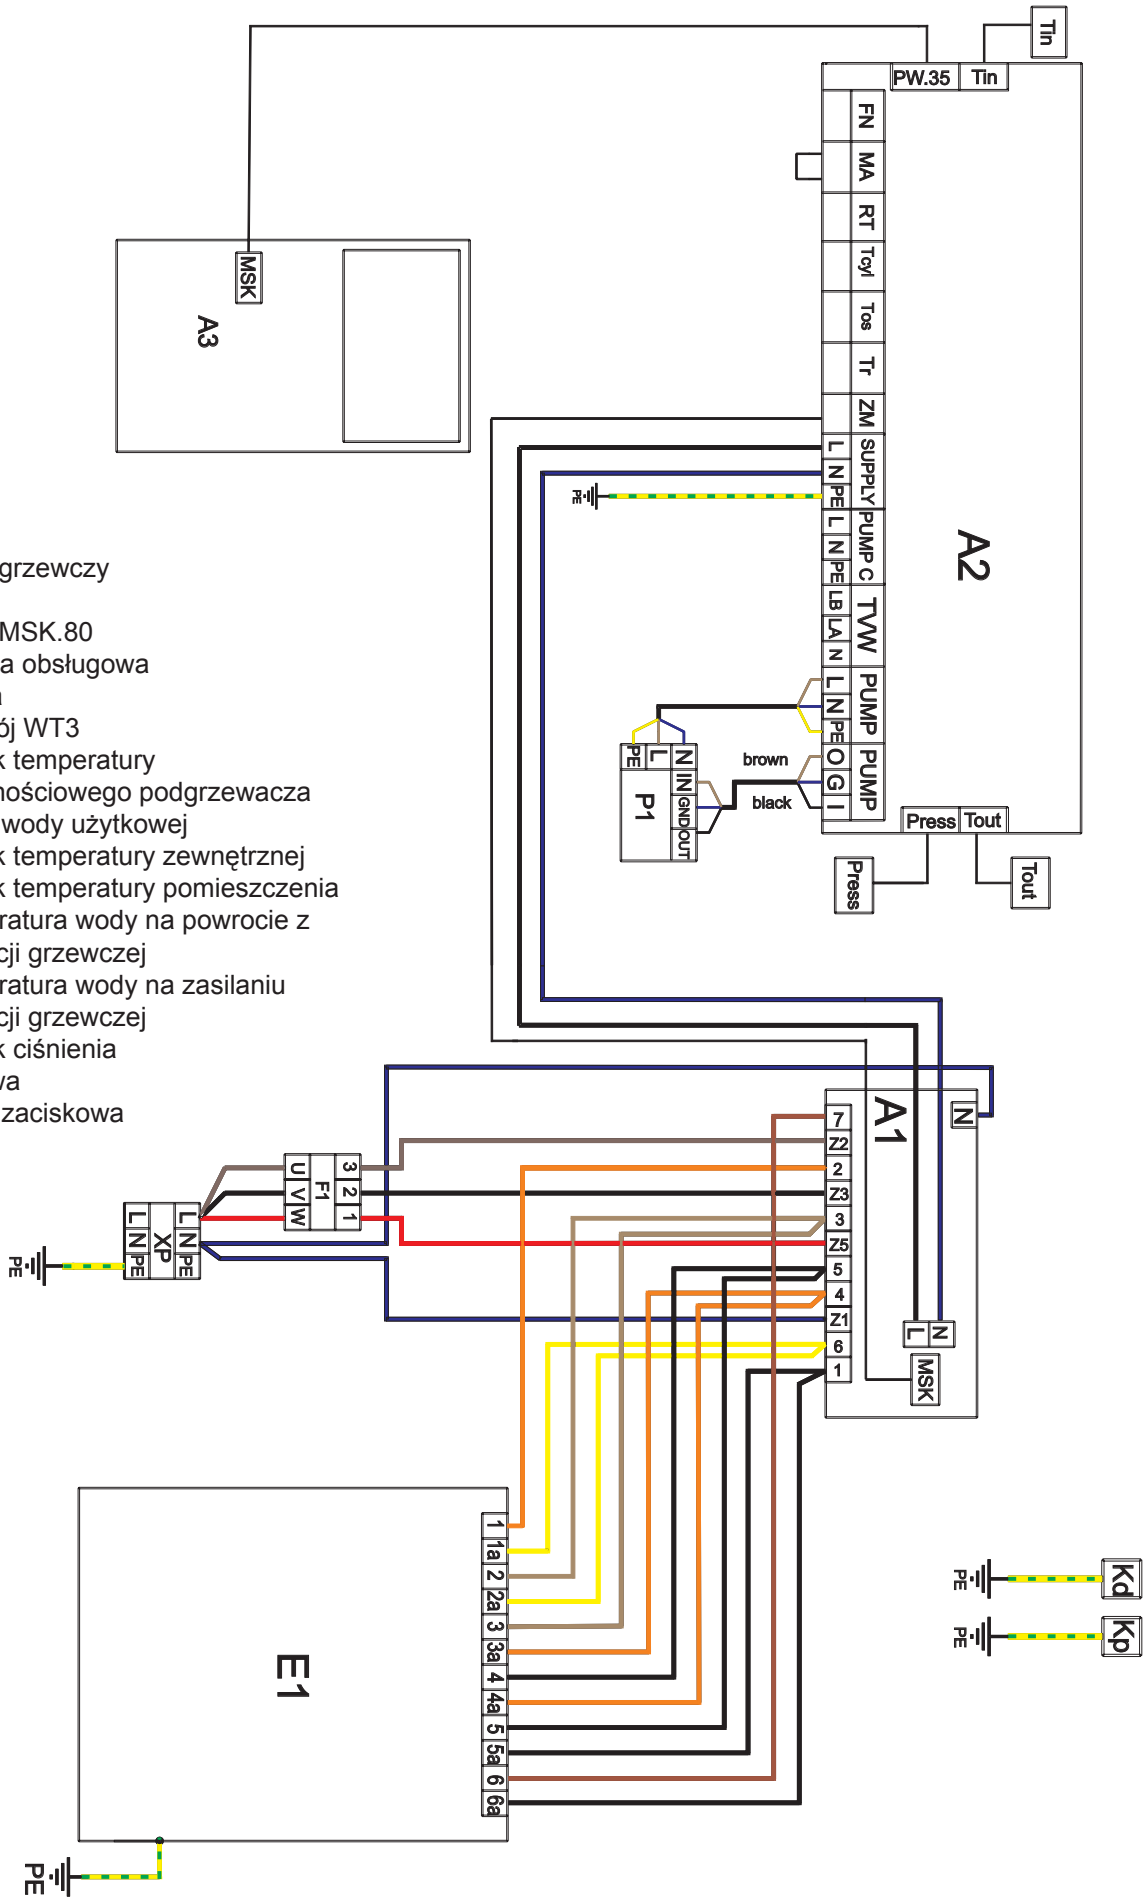 Tin
PW.35 Tin
FN
MA
RT
Tcyl
Tos
Tr
ZM
SUPPLY
L N PE
PUMP C
L N PE
TVW
LB LA N
PUMP
L N PE
PUMP
O G I
A2
Press Tout
Press
Tout
MSK
A3
PE
brown
black
N
L
PE
IN
GND
OUT
P1
grzewczy
MSK.80
a obsługowa
a
ój WT3
k temperatury
nościowego podgrzewacza
wody użytkowej
k temperatury zewnętrznej
k temperatury pomieszczenia
ratura wody na powrocie z
cji grzewczej
ratura wody na zasilaniu
cji grzewczej
k ciśnienia
wa
zaciskowa
A1
N
7
Z2
2
Z3
3
Z5
5
4
Z1
6
1
N
L
MSK
3 2 1
F1
U V W
L N PE
XP
L N PE
PE
Kd
PE
Kp
PE
1
1a
2
2a
3
3a
4
4a
5
5a
6
6a
E1
PE